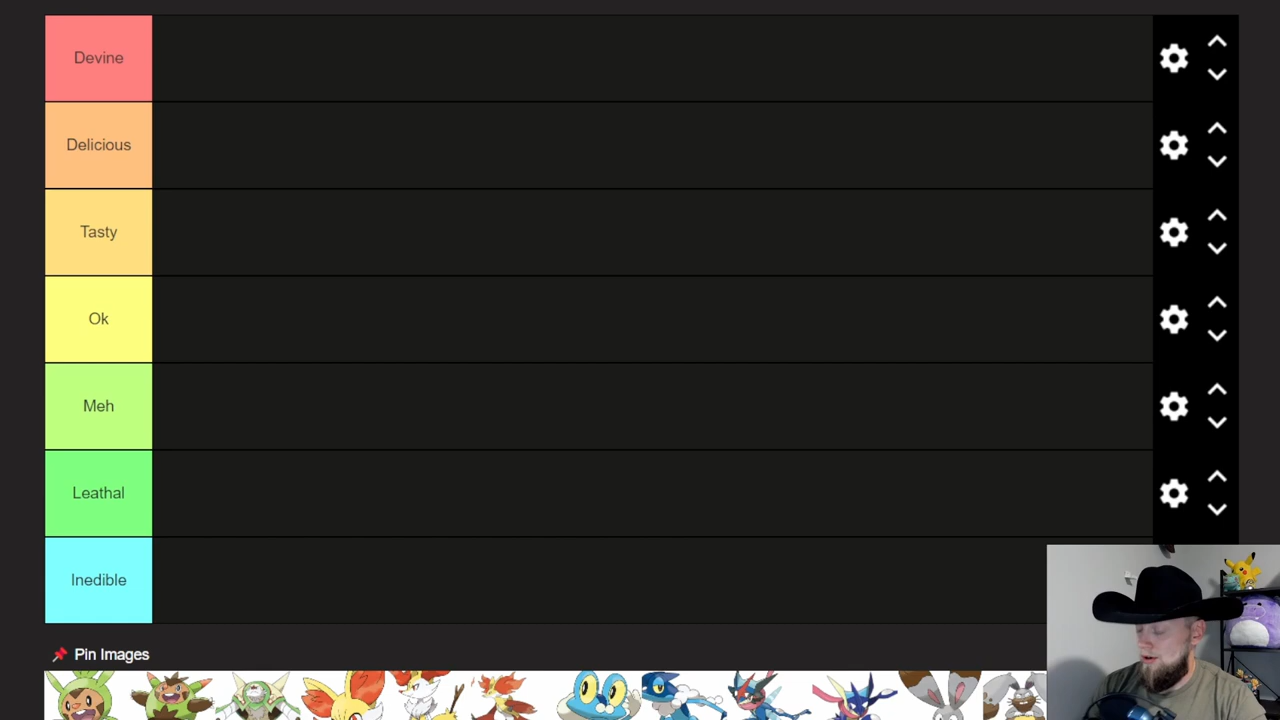 Devine
Delicious
Tasty
Ok
Meh
Leathal
Inedible
Pin Images